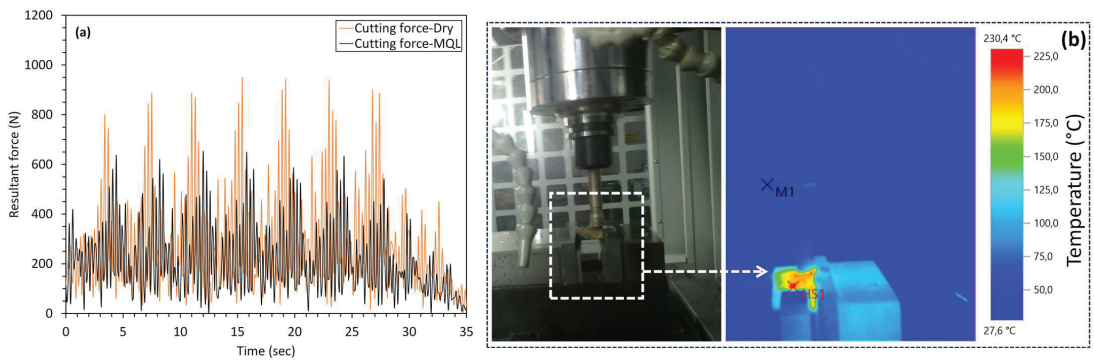 (a)
Cutting force-Dry
Cutting force-MQL
1200
1000
800
600
400
200
0
Resultant force (N)
0 5 10 15 20 25 30 35
Time (sec)
(b)
230,4 °C
225,0
200,0
175,0
150,0
125,0
100,0
75,0
50,0
27,6 °C
Temperature (°C)
M1
HS1